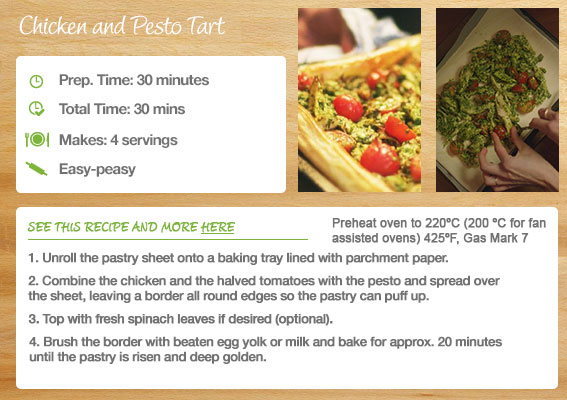 Chicken and Pesto Tart
Prep. Time: 30 minutes
Total Time: 30 mins
Makes: 4 servings
Easy-peasy
SEE THIS RECIPE AND MORE HERE
Preheat oven to 220ºC (200 ºC for fan
assisted ovens) 425ºF, Gas Mark 7
1. Unroll the pastry sheet onto a baking tray lined with parchment paper.
2. Combine the chicken and the halved tomatoes with the pesto and spread over
the sheet, leaving a border all round edges so the pastry can puff up.
3. Top with fresh spinach leaves if desired (optional).
4. Brush the border with beaten egg yolk or milk and bake for approx. 20 minutes
until the pastry is risen and deep golden.